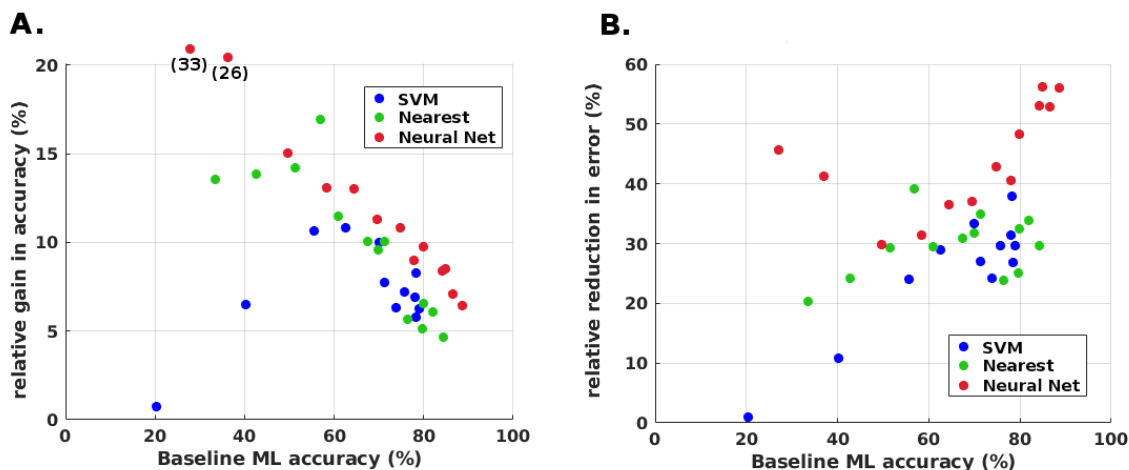 A.
relative gain in accuracy (%)
20
15
10
5
0
(33)
(26)
SVM
Nearest
Neural Net
0 20 40 60 80 100
Baseline ML accuracy (%)
B.
relative reduction in error (%)
60
50
40
30
20
10
0
SVM
Nearest
Neural Net
0 20 40 60 80 100
Baseline ML accuracy (%)